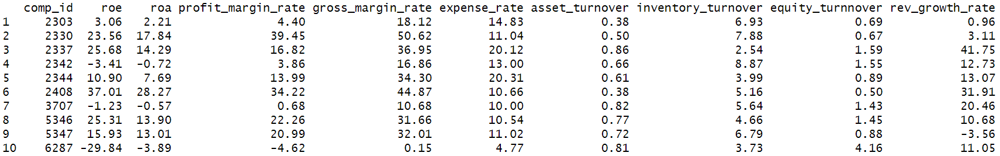 comp_id roe roa profit_margin_rate gross_margin_rate expense_rate asset_turnover inventory_turnover equity_turnnover rev_growth_rate
1 2303 3.06 2.21 4.40 18.12 14.83 0.38 6.93 0.69 0.96
2 2330 23.56 17.84 39.45 50.62 11.04 0.50 7.88 0.67 3.11
3 2337 25.68 14.29 16.82 36.95 20.12 0.86 2.54 1.59 41.75
4 2342 -3.41 -0.72 3.86 16.86 13.00 0.66 8.87 1.55 12.73
5 2344 10.90 7.69 13.99 34.30 20.31 0.61 3.99 0.89 13.07
6 2408 37.01 28.27 34.22 44.87 10.66 0.38 5.16 0.50 31.91
7 3707 -1.23 -0.57 0.68 10.68 10.00 0.82 5.64 1.43 20.46
8 5346 25.31 13.90 22.26 31.66 10.54 0.77 4.66 1.45 10.68
9 5347 15.93 13.01 20.99 32.01 11.02 0.72 6.79 0.88 -3.56
10 6287 -29.84 -3.89 -4.62 0.15 4.77 0.81 3.73 4.16 11.05